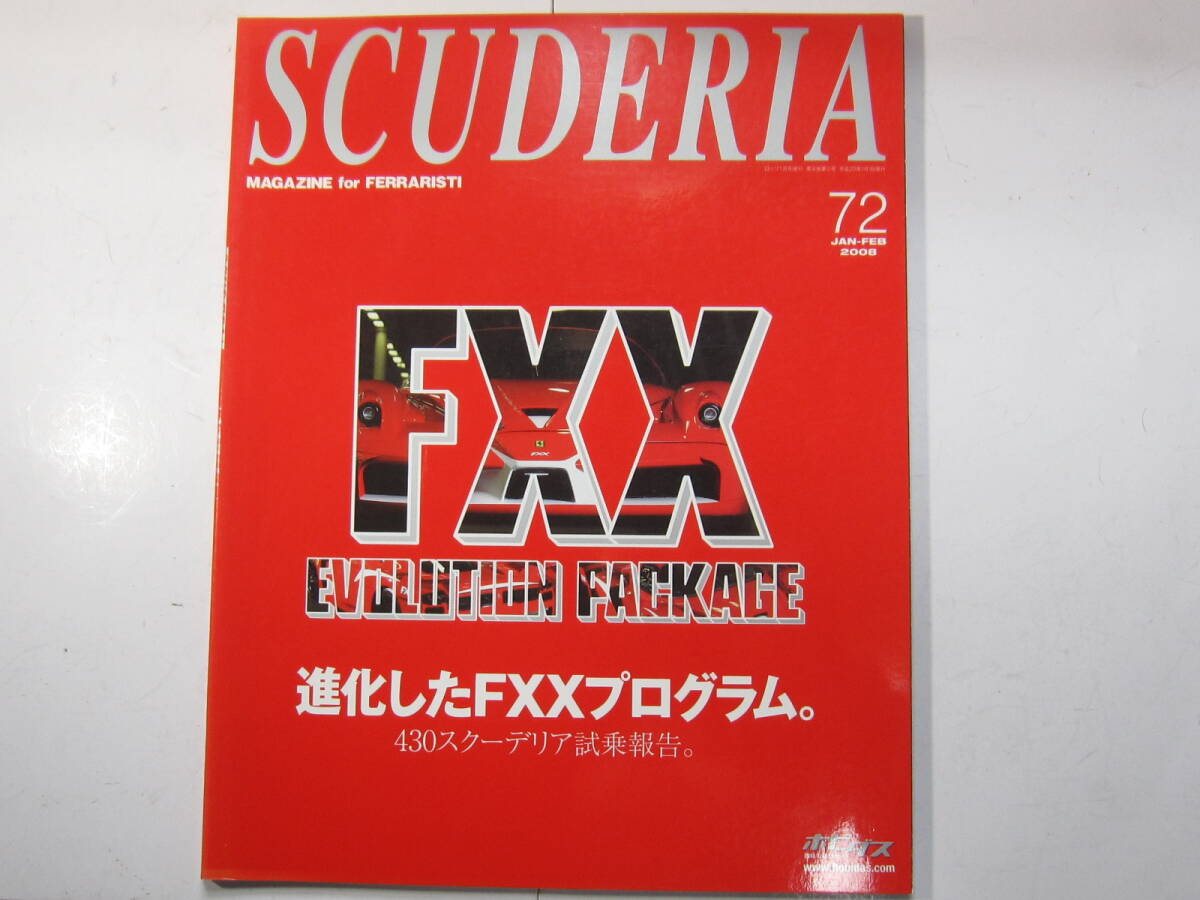 SCUDERIA
MAGAZINE for FERRARISTI
72
JAN-FEB
2008
FXX
FXX
EVOLUTION PACKAGE
進化したFXXプログラム。
430スクーデリア試乗報告。
ホビダス
www.hobidas.com